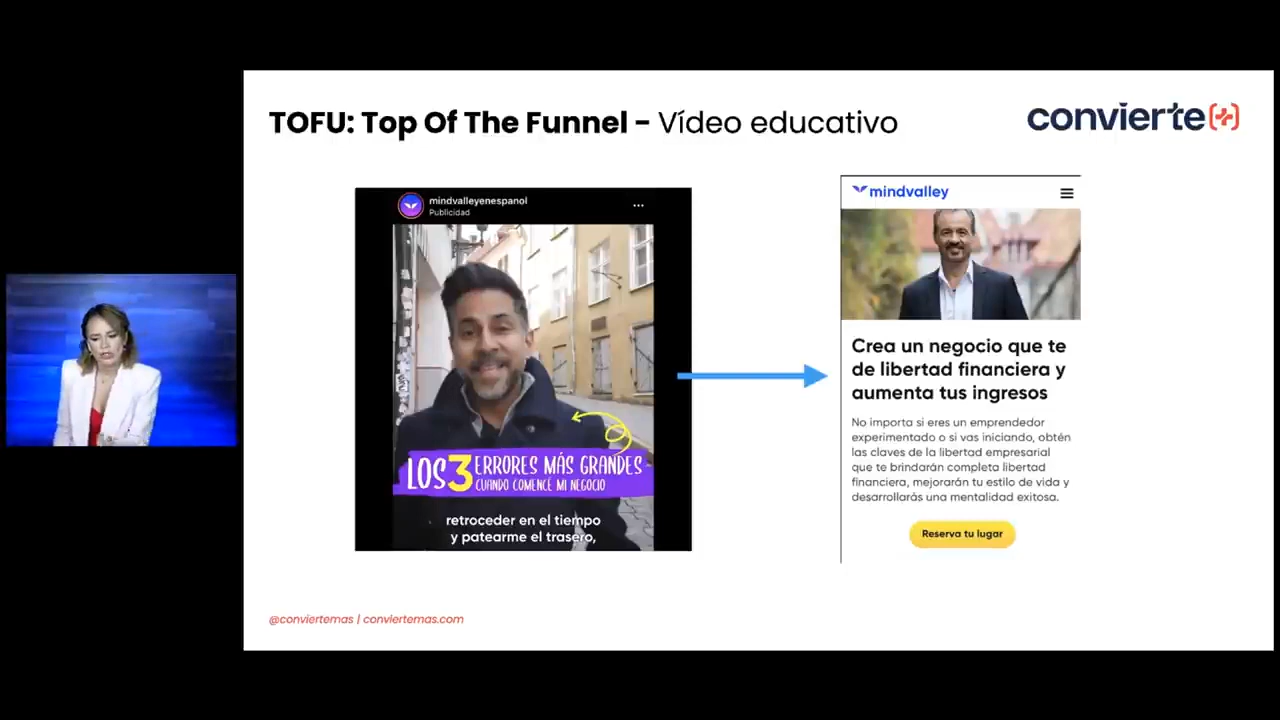 TOFU: Top Of The Funnel - Vídeo educativo
convierte[+]
mindvalleyenespanol
Publicidad
LOS 3 ERRORES MÁS GRANDES
CUANDO COMENCÉ MI NEGOCIO
retroceder en el tiempo
y patearme el trasero,
mindvalley
Crea un negocio que te
de libertad financiera y
aumenta tus ingresos
No importa si eres un emprendedor
experimentado o si vas iniciando, obtén
las claves de la libertad empresarial
que te brindarán completa libertad
financiera, mejorarán tu estilo de vida y
desarrollarás una mentalidad exitosa.
Reserva tu lugar
@conviertemas | conviertemas.com